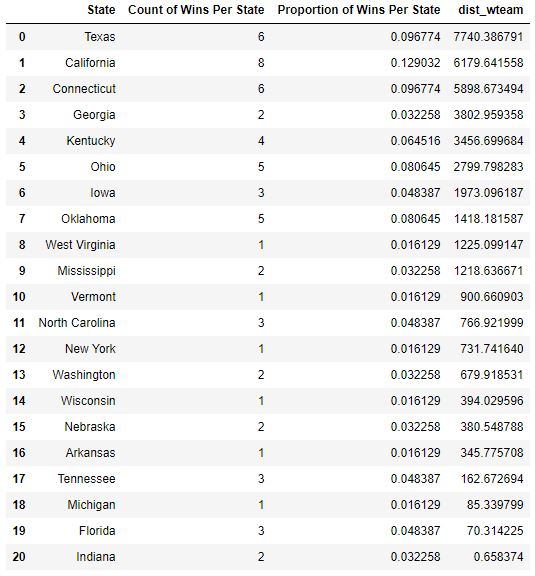 State Count of Wins Per State Proportion of Wins Per State dist_wteam
0 Texas 6 0.096774 7740.386791
1 California 8 0.129032 6179.641558
2 Connecticut 6 0.096774 5898.673494
3 Georgia 2 0.032258 3802.959358
4 Kentucky 4 0.064516 3456.699684
5 Ohio 5 0.080645 2799.798283
6 Iowa 3 0.048387 1973.096187
7 Oklahoma 5 0.080645 1418.181587
8 West Virginia 1 0.016129 1225.099147
9 Mississippi 2 0.032258 1218.636671
10 Vermont 1 0.016129 900.660903
11 North Carolina 3 0.048387 766.921999
12 New York 1 0.016129 731.741640
13 Washington 2 0.032258 679.918531
14 Wisconsin 1 0.016129 394.029596
15 Nebraska 2 0.032258 380.548788
16 Arkansas 1 0.016129 345.775708
17 Tennessee 3 0.048387 162.672694
18 Michigan 1 0.016129 85.339799
19 Florida 3 0.048387 70.314225
20 Indiana 2 0.032258 0.658374